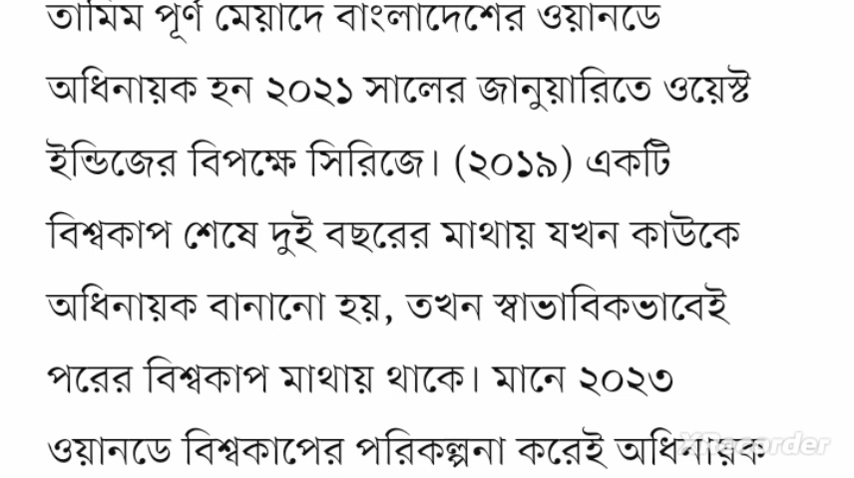 তামিম পূর্ণ মেয়াদে বাংলাদেশের ওয়ানডে
অধিনায়ক হন ২০২১ সালের জানুয়ারিতে ওয়েস্ট
ইন্ডিজের বিপক্ষে সিরিজে। (২০১৯) একটি
বিশ্বকাপ শেষে দুই বছরের মাথায় যখন কাউকে
অধিনায়ক বানানো হয়, তখন স্বাভাবিকভাবেই
পরের বিশ্বকাপ মাথায় থাকে। মানে ২০২৩
ওয়ানডে বিশ্বকাপের পরিকল্পনা করেই অধিনায়ক
XRecorder